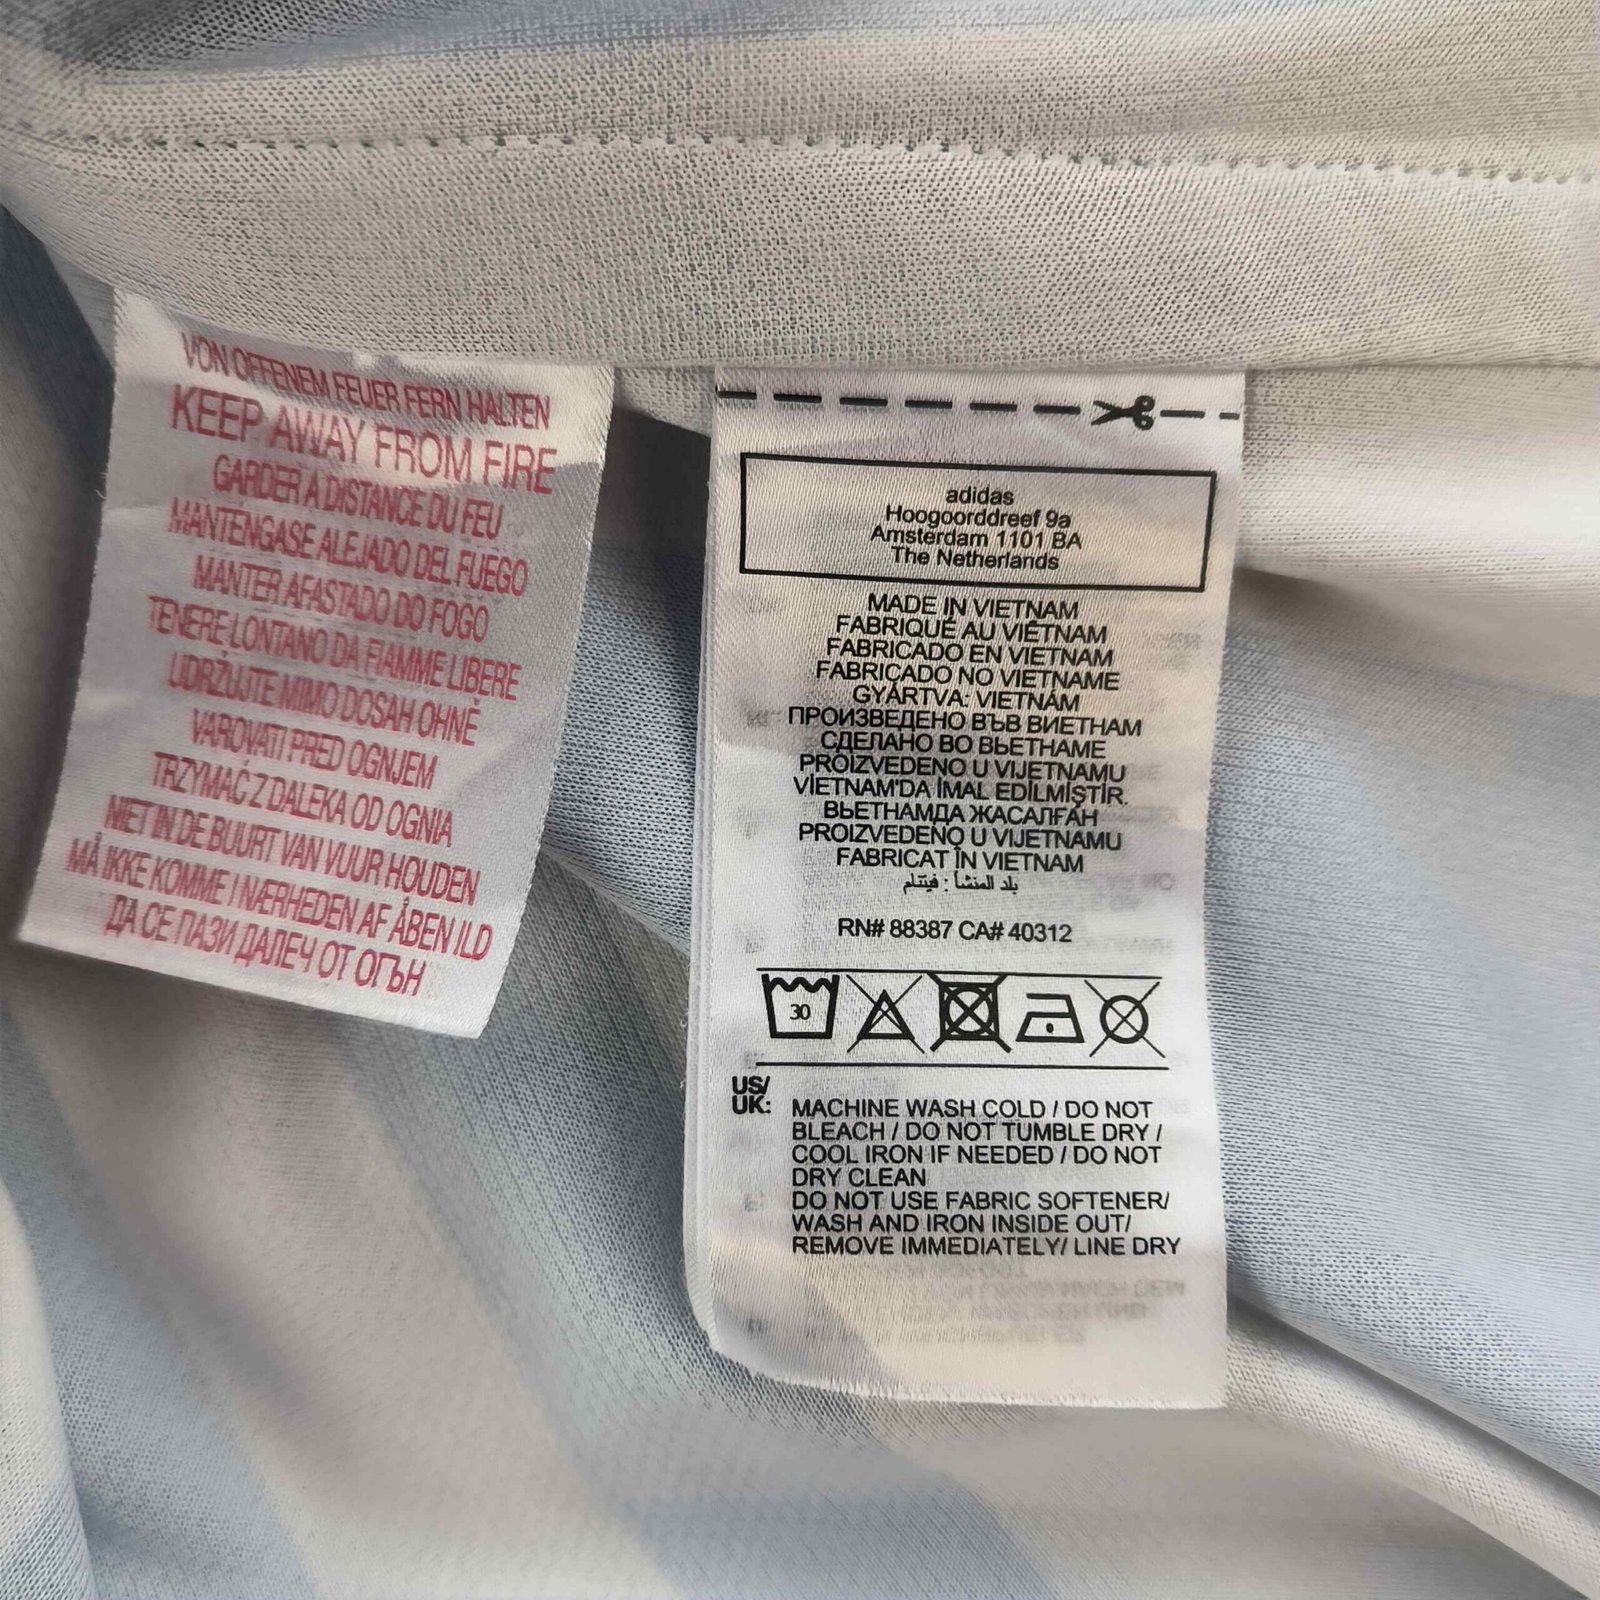 VON OFFENEM FEUER FERN HALTEN
KEEP AWAY FROM FIRE
GARDER A DISTANCE DU FEU
MANTÉNGASE ALEJADO DEL FUEGO
MANTER AFASTADO DO FOGO
TENERE LONTANO DA FIAMME LIBERE
UDRŽUJTE MIMO DOSAH OHNĚ
VAROVATI PRED OGNJEM
TRZYMAĆ Z DALEKA OD OGNIA
NIET IN DE BUURT VAN VUUR HOUDEN
MÅ IKKE KOMME I NÆRHEDEN AF ÅBEN ILD
ДА СЕ ПАЗИ ДАЛЕЧ ОТ ОГЪН
adidas
Hoogoorddreef 9a
Amsterdam 1101 BA
The Netherlands
MADE IN VIETNAM
FABRIQUÉ AU VIÊTNAM
FABRICADO EN VIETNAM
FABRICADO NO VIETNAME
GYÁRTVA: VIETNÁM
ПРОИЗВЕДЕНО ВЪВ ВИЕТНАМ
СДЕЛАНО ВО ВЬЕТНАМЕ
PROIZVEDENO U VIJETNAMU
VİETNAM'DA İMAL EDİLMİŞTİR.
ВЬЕТНАМДА ЖАСАЛҒАН
PROIZVEDENO U VIJETNAMU
FABRICAT ÎN VIETNAM
بلد المنشأ : فيتنام
RN# 88387 CA# 40312
30
US/
UK:
MACHINE WASH COLD / DO NOT
BLEACH / DO NOT TUMBLE DRY /
COOL IRON IF NEEDED / DO NOT
DRY CLEAN
DO NOT USE FABRIC SOFTENER/
WASH AND IRON INSIDE OUT/
REMOVE IMMEDIATELY/ LINE DRY